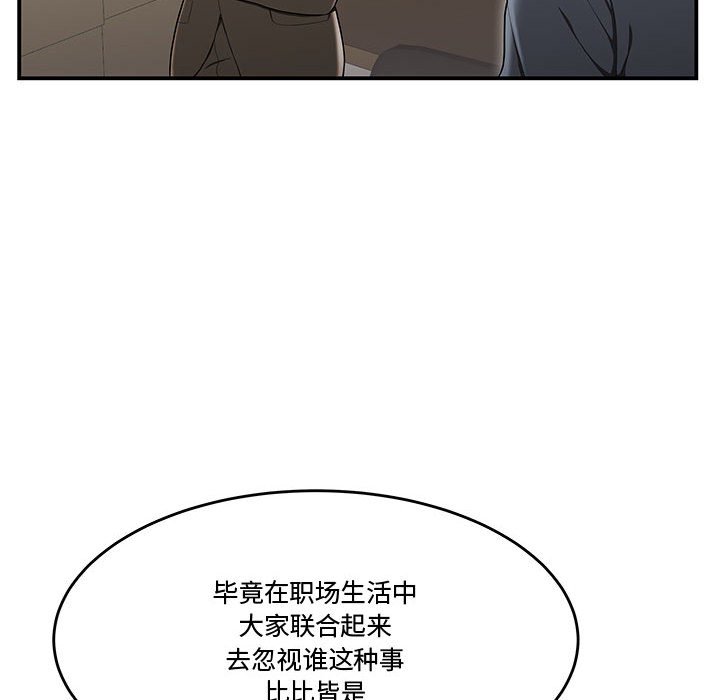 毕竟在职场生活中
大家联合起来
去忽视谁这种事
比比皆是